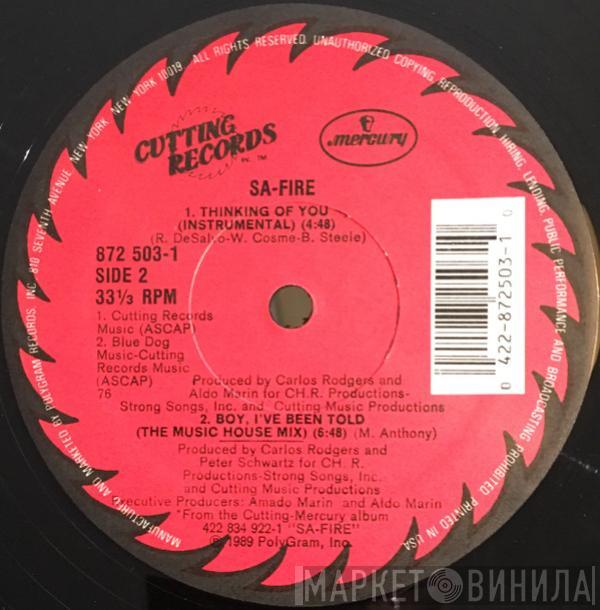 MANUFACTURED AND MARKETED BY POLYGRAM RECORDS, INC. 810 SEVENTH AVENUE, NEW YORK, NEW YORK 10019. ALL RIGHTS RESERVED. UNAUTHORIZED COPYING, REPRODUCTION, HIRING, LENDING, PUBLIC PERFORMANCE AND BROADCASTING PROHIBITED. PRINTED IN USA
CUTTING RECORDS INC. ™
mercury
SA-FIRE
1. THINKING OF YOU
(INSTRUMENTAL) (4:48)
(R. DeSalvo-W. Cosme-B. Steele)
872 503-1
SIDE 2
33⅓ RPM
1. Cutting Records
Music (ASCAP)
2. Blue Dog
Music-Cutting
Records Music
(ASCAP)
76
0 422-872503-1 0
Produced by Carlos Rodgers and
Aldo Marin for CH.R. Productions-
Strong Songs, Inc. and Cutting Music Productions
2. BOY, I'VE BEEN TOLD
(THE MUSIC HOUSE MIX) (6:48) (M. Anthony)
Produced by Carlos Rodgers and
Peter Schwartz for CH. R.
Productions-Strong Songs, Inc.
and Cutting Music Productions
Executive Producers: Amado Marin and Aldo Marin
"From the Cutting-Mercury album
422 834 922-1 "SA-FIRE"
℗ 1989 PolyGram, Inc.
МАРКЕТ ВИНИЛА